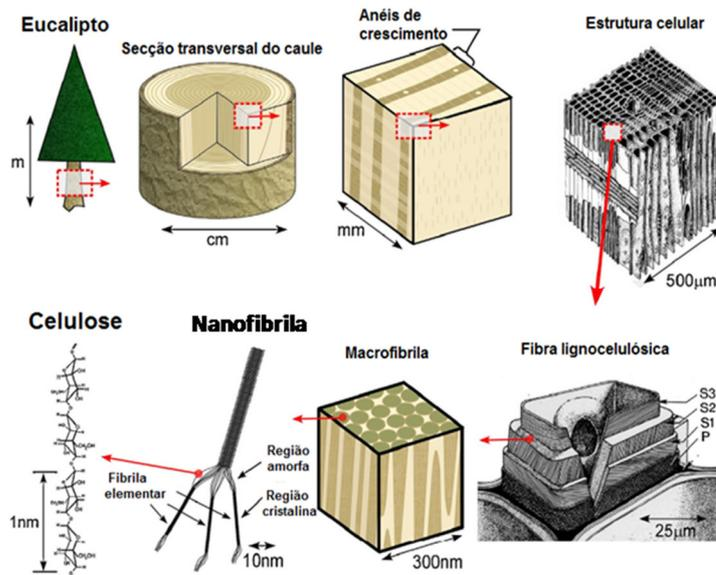 Eucalipto
m
Secção transversal do caule
cm
Anéis de
crescimento
mm
Estrutura celular
500µm
Celulose
1nm
Nanofibrila
Fibrila
elementar
Região
amorfa
Região
cristalina
10nm
Macrofibrila
300nm
Fibra lignocelulósica
S3
S2
S1
P
25µm